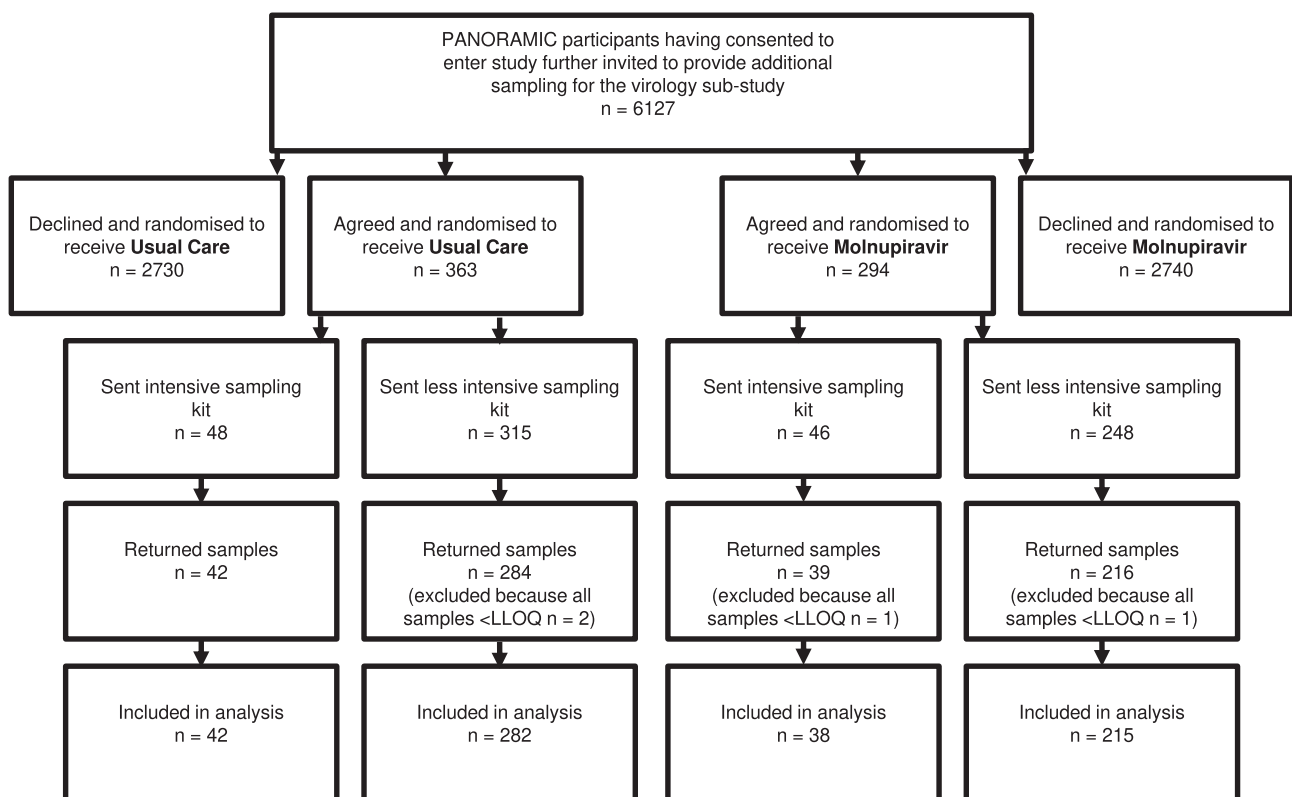 PANORAMIC participants having consented to
enter study further invited to provide additional
sampling for the virology sub-study
n = 6127
Declined and randomised to
receive Usual Care
n = 2730
Agreed and randomised to
receive Usual Care
n = 363
Agreed and randomised to
receive Molnupiravir
n = 294
Declined and randomised to
receive Molnupiravir
n = 2740
Sent intensive sampling
kit
n = 48
Sent less intensive sampling
kit
n = 315
Sent intensive sampling
kit
n = 46
Sent less intensive sampling
kit
n = 248
Returned samples
n = 42
Returned samples
n = 284
(excluded because all
samples <LLOQ n = 2)
Returned samples
n = 39
(excluded because all
samples <LLOQ n = 1)
Returned samples
n = 216
(excluded because all
samples <LLOQ n = 1)
Included in analysis
n = 42
Included in analysis
n = 282
Included in analysis
n = 38
Included in analysis
n = 215